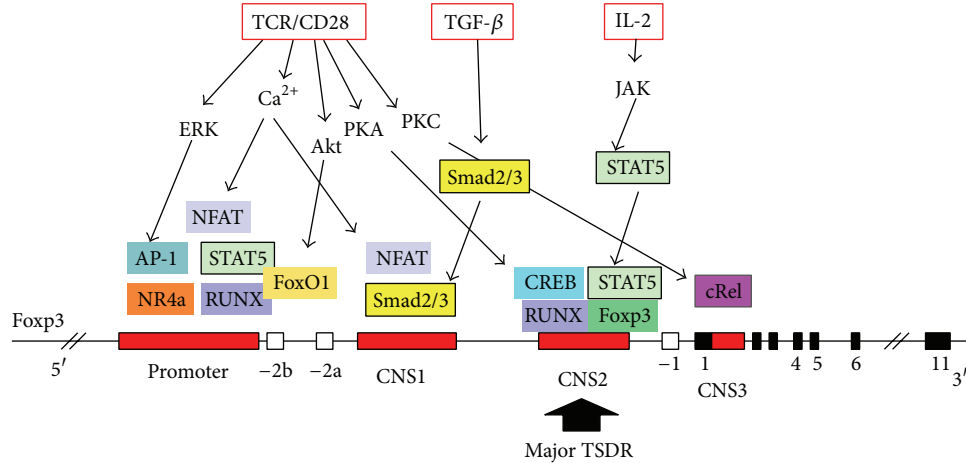 TCR/CD28 TGF-β IL-2
Ca²⁺ JAK
ERK Akt PKA PKC
Smad2/3 STAT5
NFAT
AP-1 STAT5 FoxO1 NFAT CREB STAT5 cRel
NR4a RUNX Smad2/3 RUNX Foxp3
Foxp3
5′ Promoter −2b −2a CNS1 CNS2 −1 1 CNS3 4 5 6 11 3′
Major TSDR